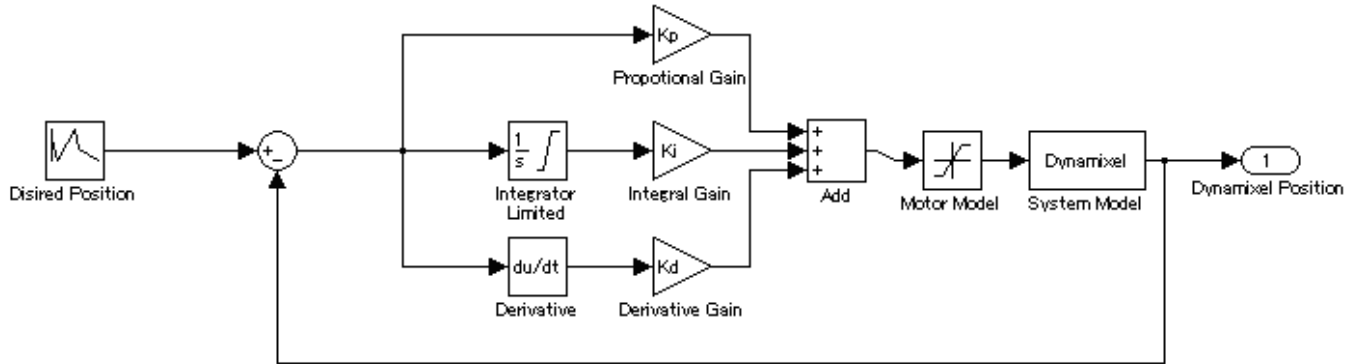 Kp
Propotional Gain
Disired Position
+
-
1
s
Integrator
Limited
Ki
Integral Gain
+
+
+
Add
Motor Model
Dynamixel
System Model
1
Dynamixel Position
du/dt
Derivative
Kd
Derivative Gain